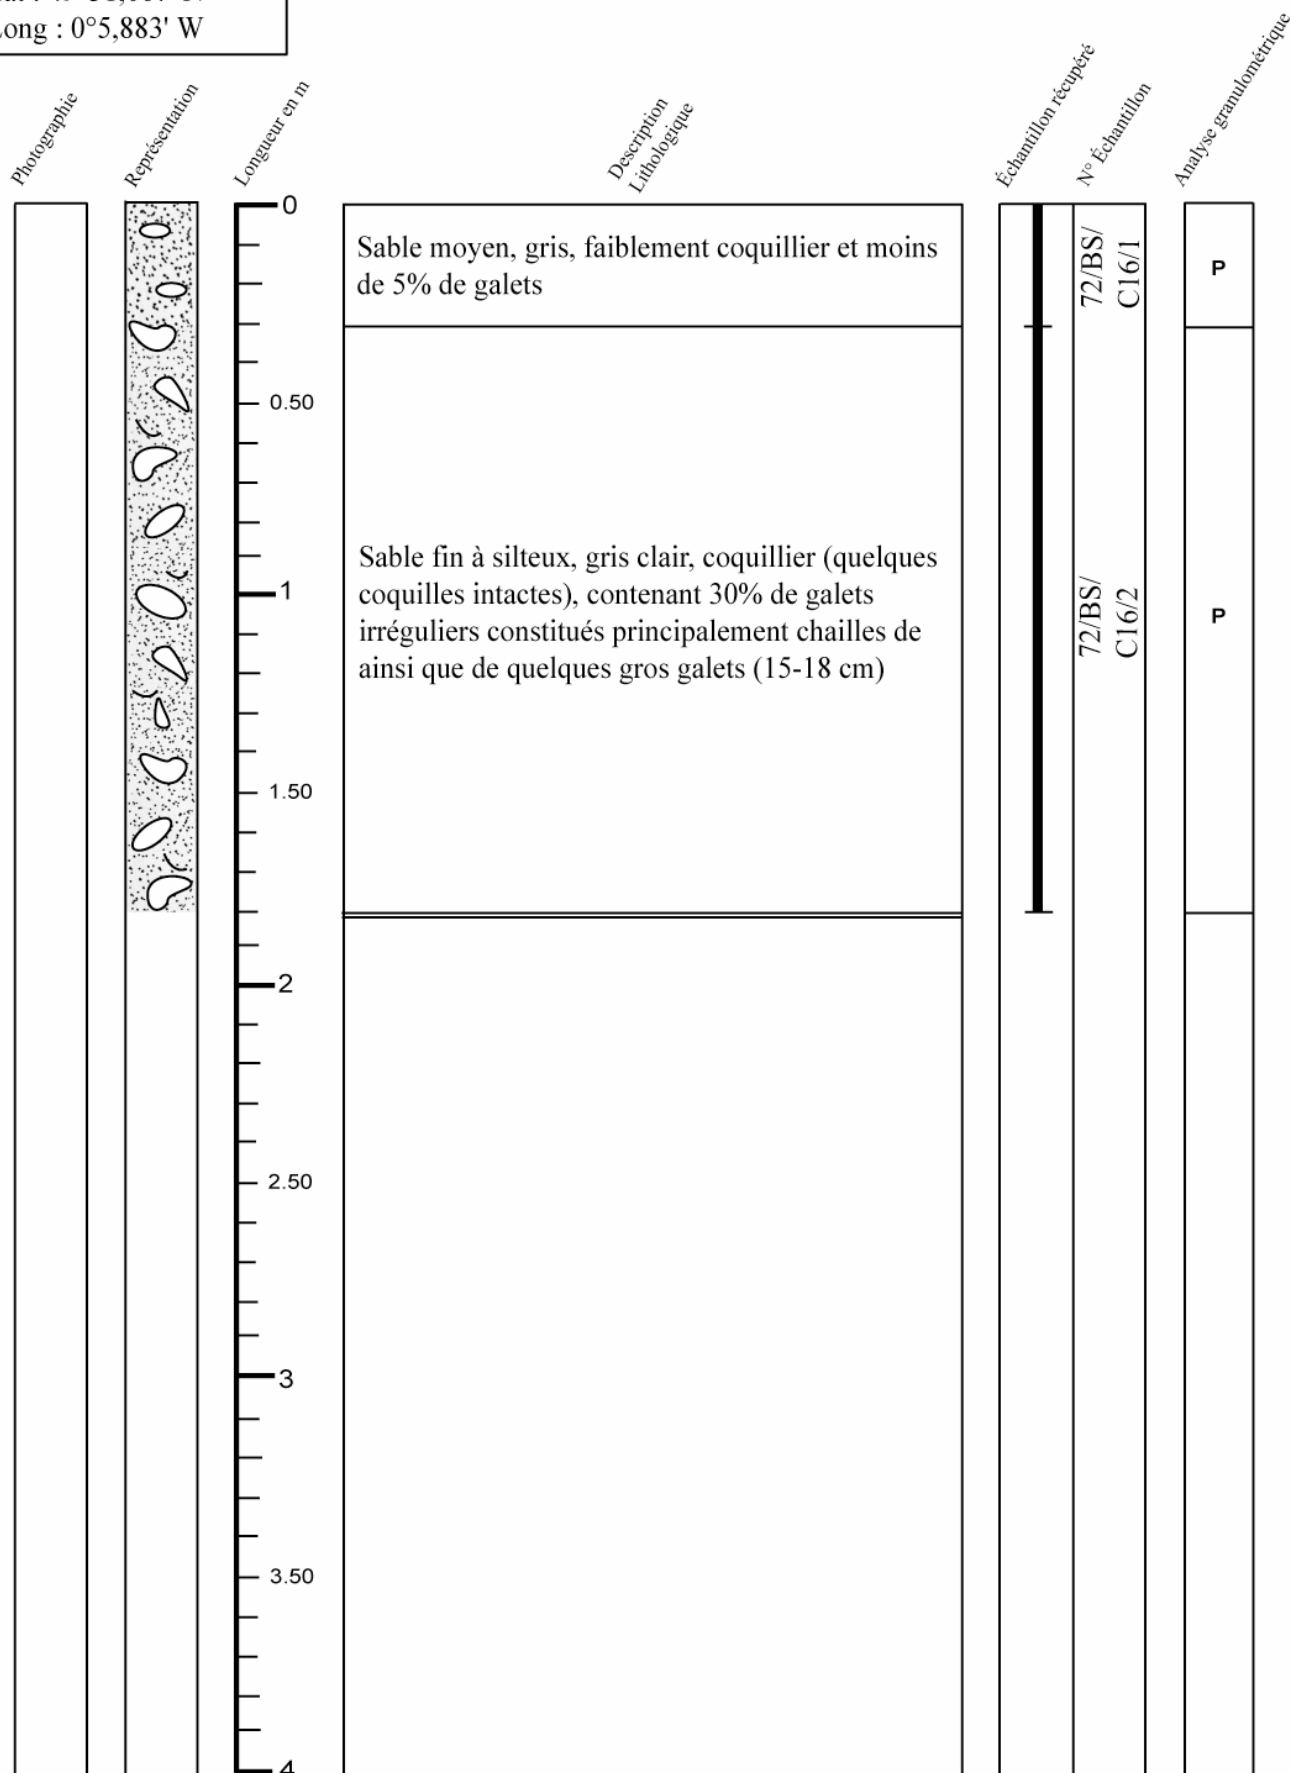 Long : 0°5,883' W
Photographie
Représentation
Longueur en m
Description
Lithologique
Échantillon récupéré
N° Échantillon
Analyse granulométrique
0
Sable moyen, gris, faiblement coquillier et moins
de 5% de galets
72/BS/
C16/1
P
0.50
Sable fin à silteux, gris clair, coquillier (quelques
coquilles intactes), contenant 30% de galets
irréguliers constitués principalement chailles de
ainsi que de quelques gros galets (15-18 cm)
72/BS/
C16/2
P
1
1.50
2
2.50
3
3.50
4